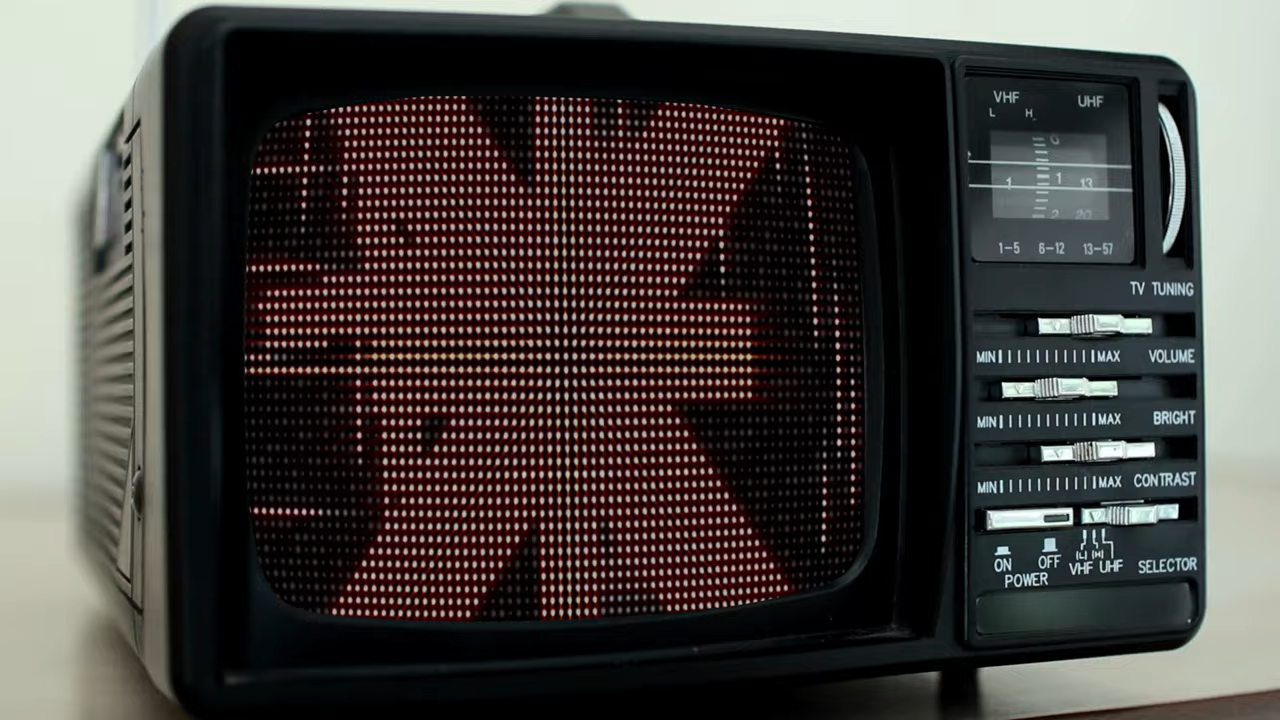 VHF UHF
L H
0
1 1 13
2 20
1-5 6-12 13-57
TV TUNING
MIN MAX VOLUME
MIN MAX BRIGHT
MIN MAX CONTRAST
ON OFF (L) (H)
VHF UHF
POWER SELECTOR